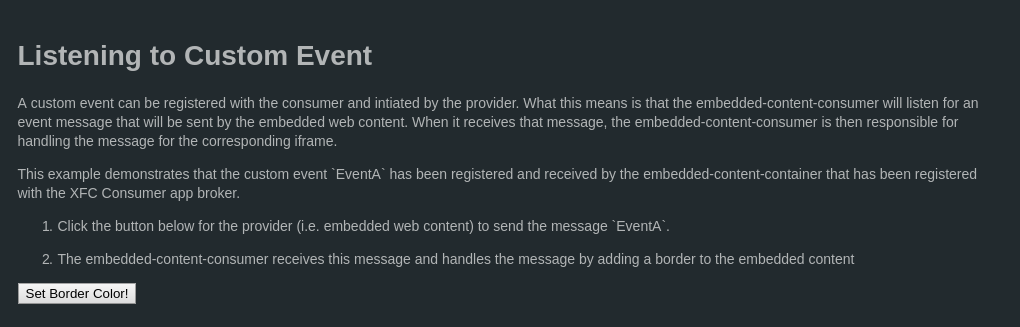 Listening to Custom Event
A custom event can be registered with the consumer and intiated by the provider. What this means is that the embedded-content-consumer will listen for an
event message that will be sent by the embedded web content. When it receives that message, the embedded-content-consumer is then responsible for
handling the message for the corresponding iframe.
This example demonstrates that the custom event `EventA` has been registered and received by the embedded-content-container that has been registered
with the XFC Consumer app broker.
1. Click the button below for the provider (i.e. embedded web content) to send the message `EventA`.
2. The embedded-content-consumer receives this message and handles the message by adding a border to the embedded content
Set Border Color!